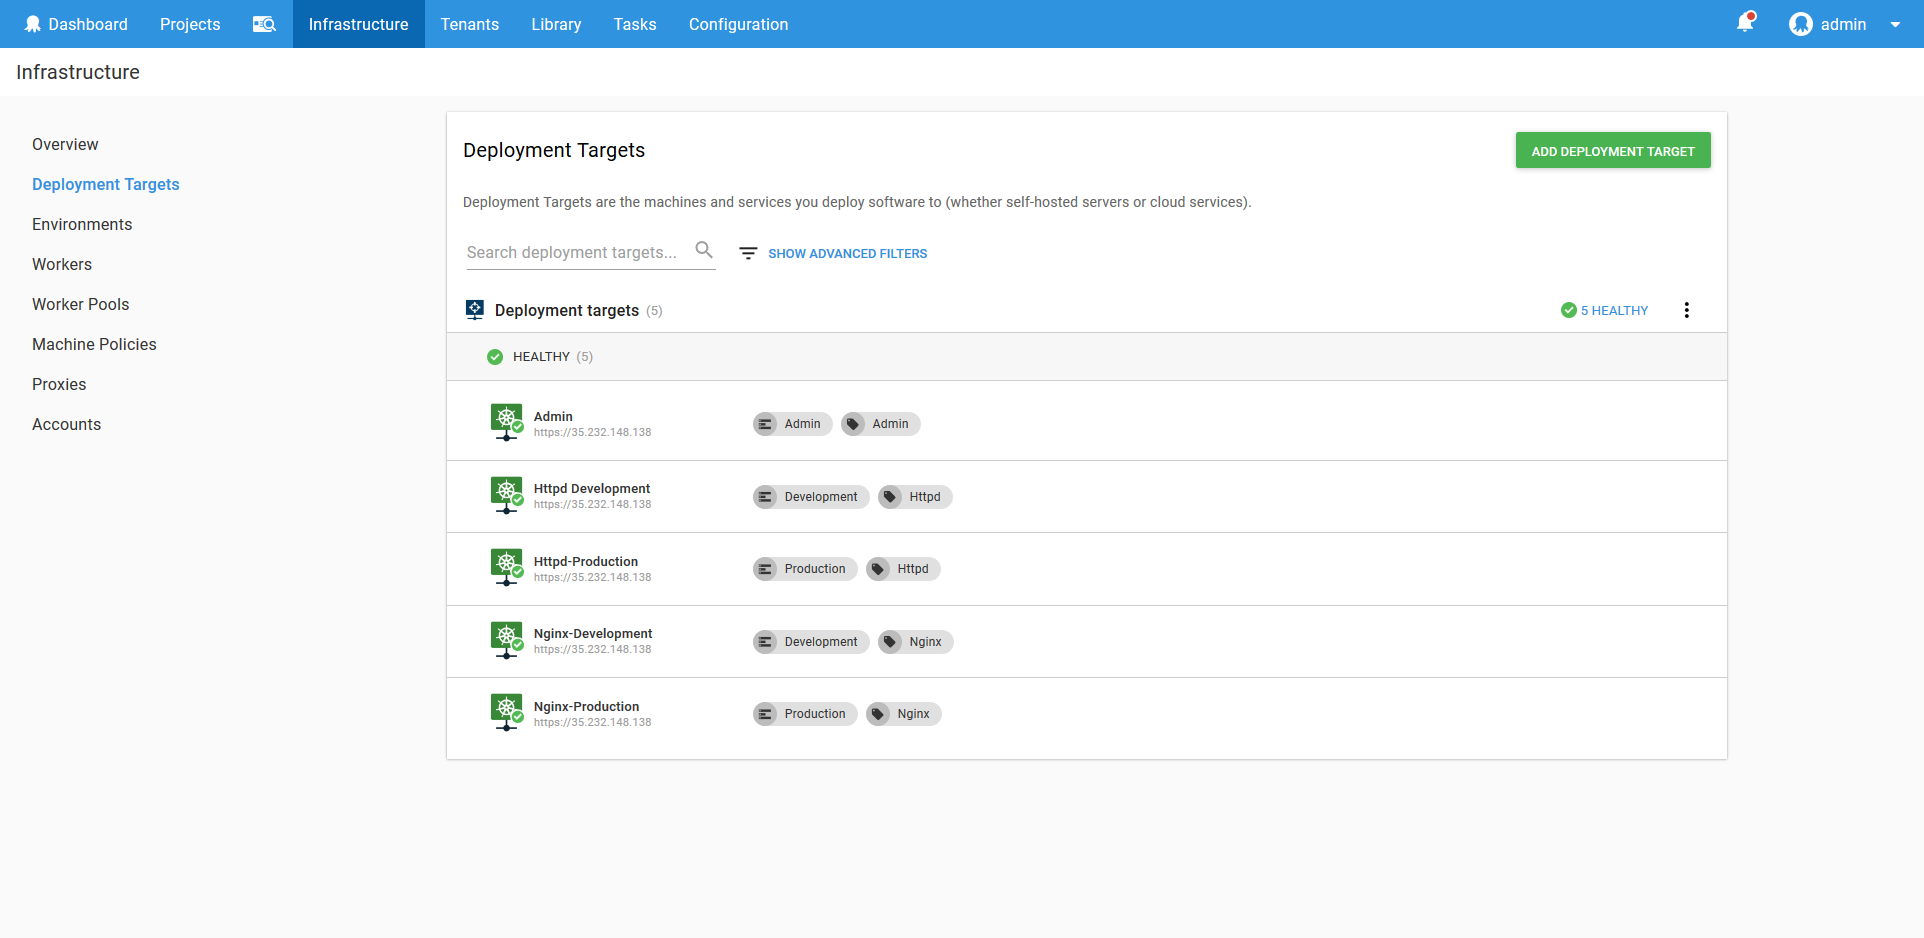 Dashboard Projects Infrastructure Tenants Library Tasks Configuration admin
Infrastructure
Overview
Deployment Targets
Environments
Workers
Worker Pools
Machine Policies
Proxies
Accounts
Deployment Targets
ADD DEPLOYMENT TARGET
Deployment Targets are the machines and services you deploy software to (whether self-hosted servers or cloud services).
Search deployment targets... SHOW ADVANCED FILTERS
Deployment targets (5) 5 HEALTHY
HEALTHY (5)
Admin
https://35.232.148.138
Admin Admin
Httpd Development
https://35.232.148.138
Development Httpd
Httpd-Production
https://35.232.148.138
Production Httpd
Nginx-Development
https://35.232.148.138
Development Nginx
Nginx-Production
https://35.232.148.138
Production Nginx